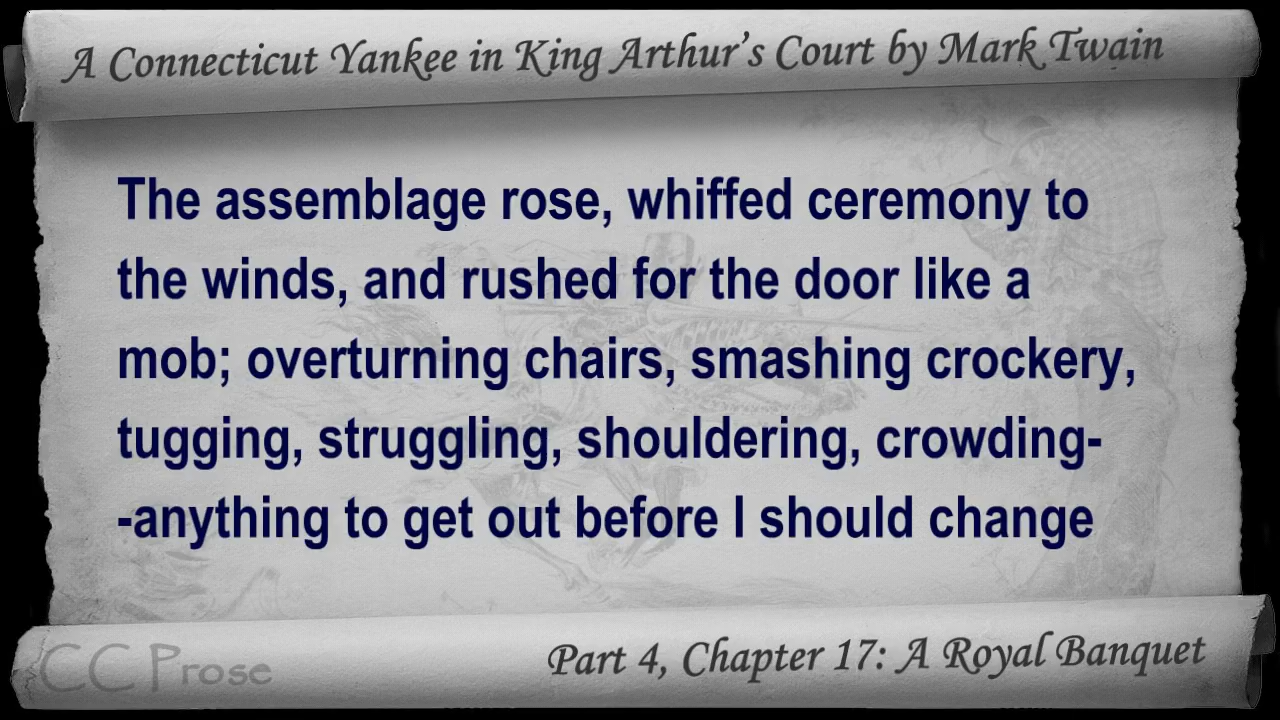 A Connecticut Yankee in King Arthur's Court by Mark Twain
The assemblage rose, whiffed ceremony to
the winds, and rushed for the door like a
mob; overturning chairs, smashing crockery,
tugging, struggling, shouldering, crowding-
-anything to get out before I should change
CC Prose
Part 4, Chapter 17: A Royal Banquet